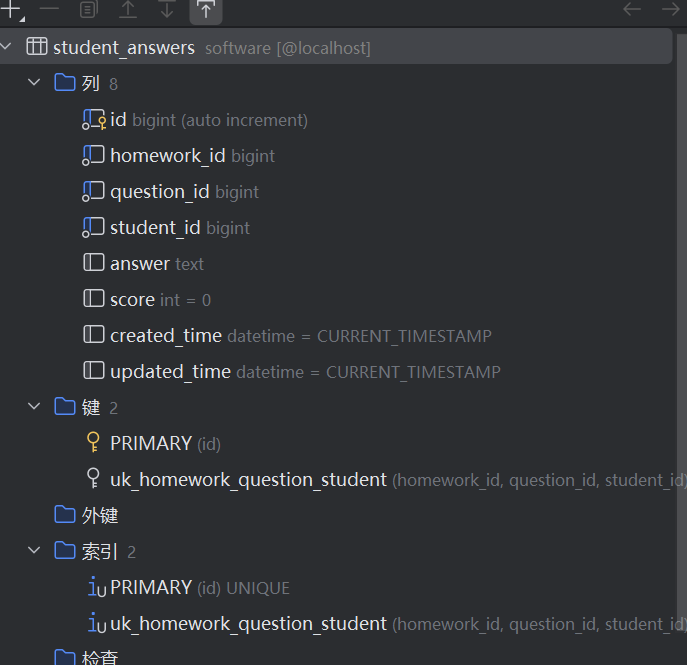 student_answers software [@localhost]
列 8
id bigint (auto increment)
homework_id bigint
question_id bigint
student_id bigint
answer text
score int = 0
created_time datetime = CURRENT_TIMESTAMP
updated_time datetime = CURRENT_TIMESTAMP
键 2
PRIMARY (id)
uk_homework_question_student (homework_id, question_id, student_id)
外键
索引 2
PRIMARY (id) UNIQUE
uk_homework_question_student (homework_id, question_id, student_id)
检查